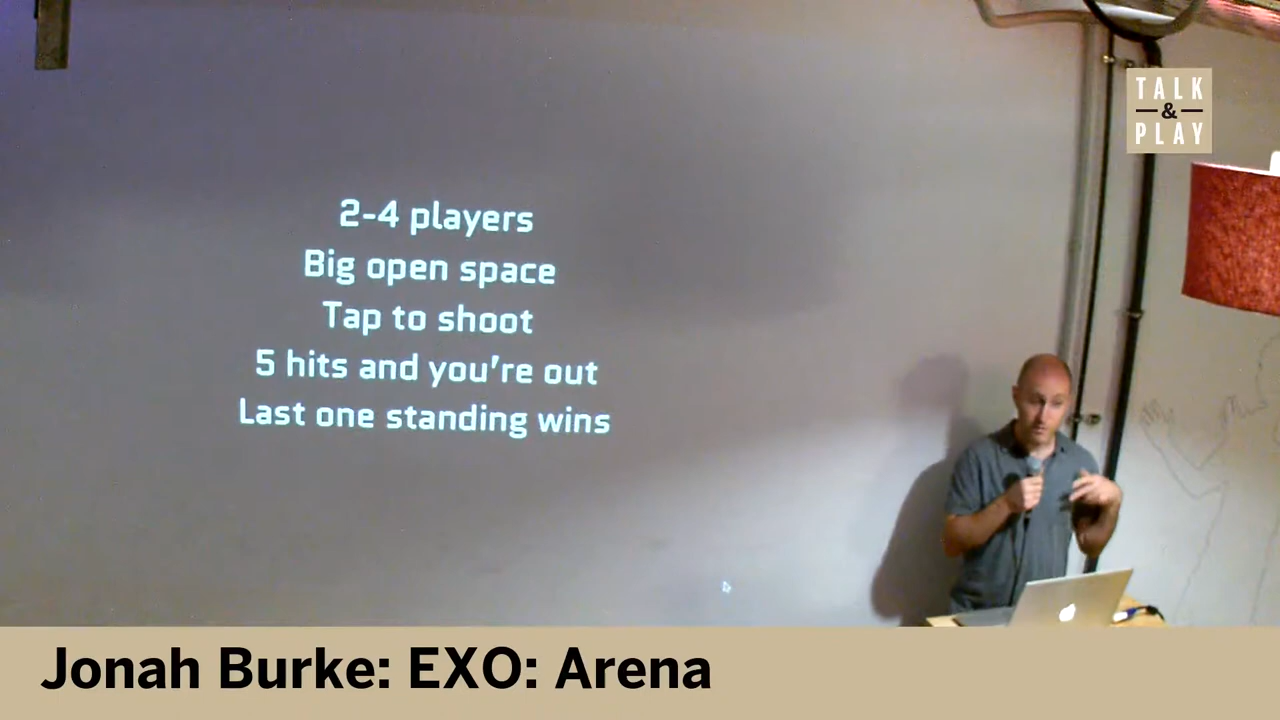 TALK
&
PLAY
2-4 players
Big open space
Tap to shoot
5 hits and you're out
Last one standing wins
Jonah Burke: EXO: Arena